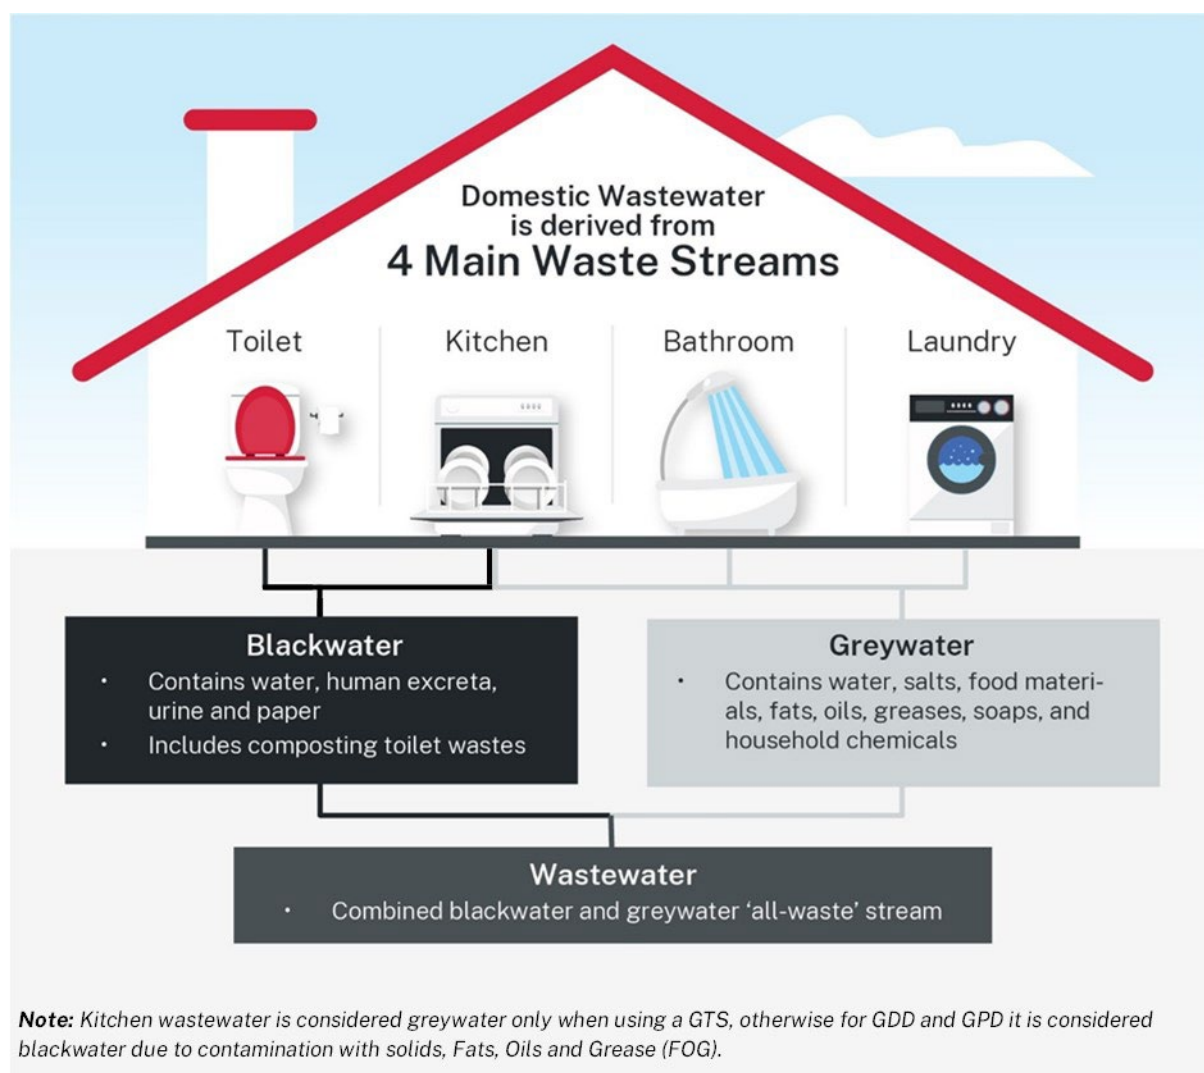 Domestic Wastewater
is derived from
4 Main Waste Streams
Toilet
Kitchen
Bathroom
Laundry
Blackwater
• Contains water, human excreta,
urine and paper
• Includes composting toilet wastes
Greywater
• Contains water, salts, food materi-
als, fats, oils, greases, soaps, and
household chemicals
Wastewater
• Combined blackwater and greywater ‘all-waste’ stream
Note: Kitchen wastewater is considered greywater only when using a GTS, otherwise for GDD and GPD it is considered
blackwater due to contamination with solids, Fats, Oils and Grease (FOG).